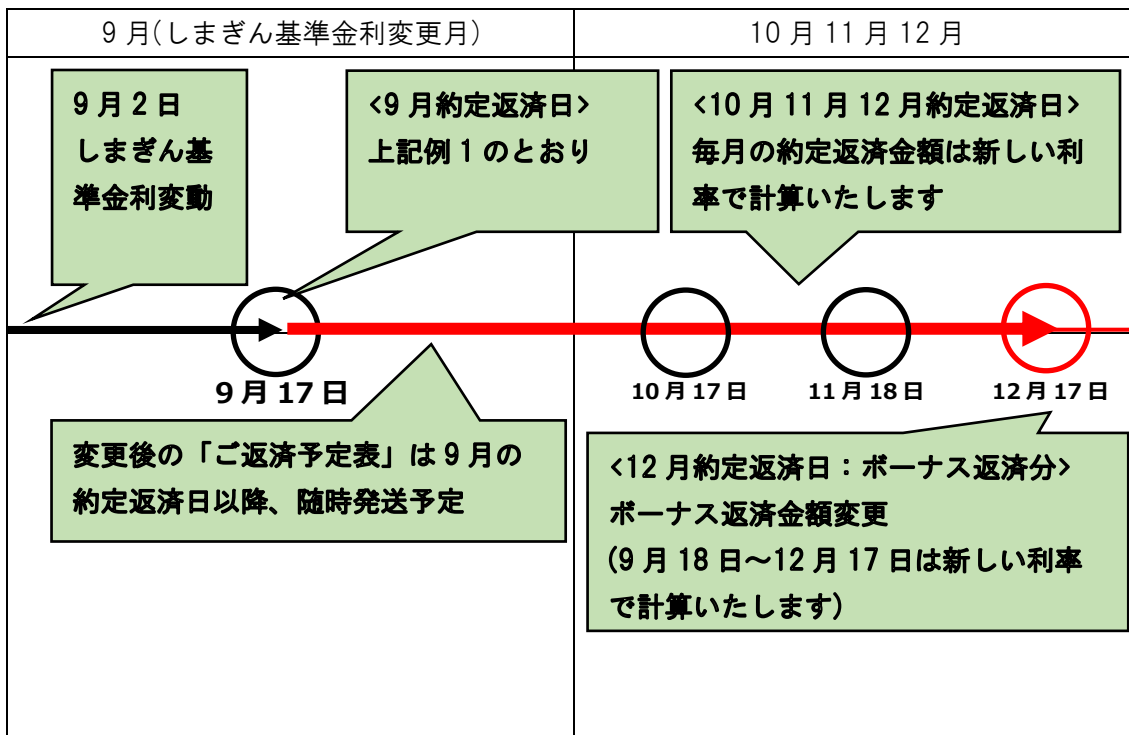 9月(しまぎん基準金利変更月)
10月11月12月
9月2日
しまぎん基
準金利変動
<9月約定返済日>
上記例1のとおり
<10月11月12月約定返済日>
毎月の約定返済金額は新しい利
率で計算いたします
9月17日
10月17日
11月18日
12月17日
変更後の「ご返済予定表」は9月の
約定返済日以降、随時発送予定
<12月約定返済日：ボーナス返済分>
ボーナス返済金額変更
(9月18日～12月17日は新しい利率
で計算いたします)